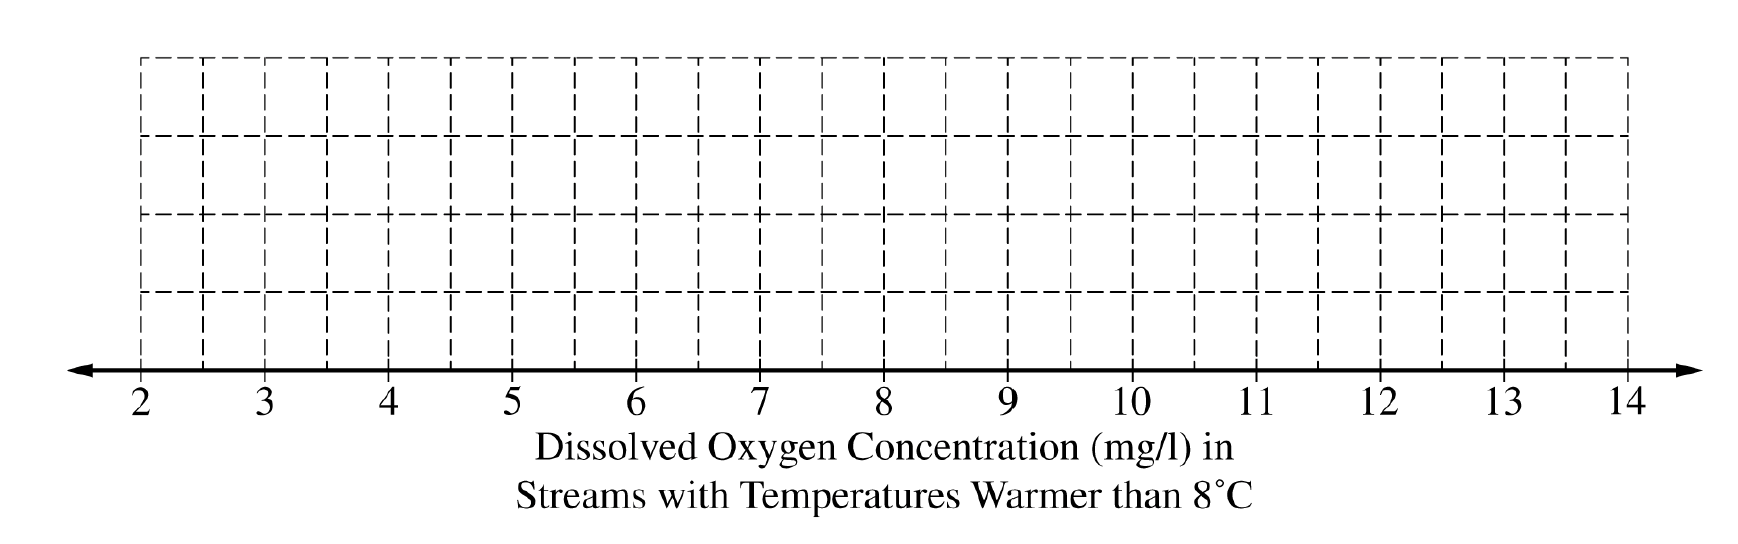 2 3 4 5 6 7 8 9 10 11 12 13 14
Dissolved Oxygen Concentration (mg/l) in
Streams with Temperatures Warmer than 8˚C